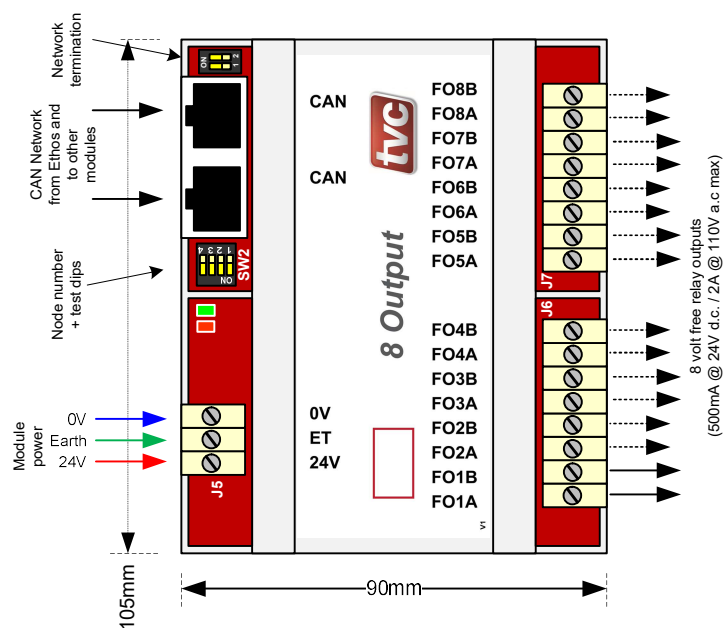 Network
termination
CAN Network
from Ethos and
to other
modules
Node number
+ test dips
Module
power
0V
Earth
24V
105mm
90mm
ON
1 2
1 2 3 4
ON
SW2
J5
CAN
CAN
tvc
8 Output
0V
ET
24V
V1
FO8B
FO8A
FO7B
FO7A
FO6B
FO6A
FO5B
FO5A
FO4B
FO4A
FO3B
FO3A
FO2B
FO2A
FO1B
FO1A
J7
J6
8 volt free relay outputs
(500mA @ 24V d.c. / 2A @ 110V a.c max)